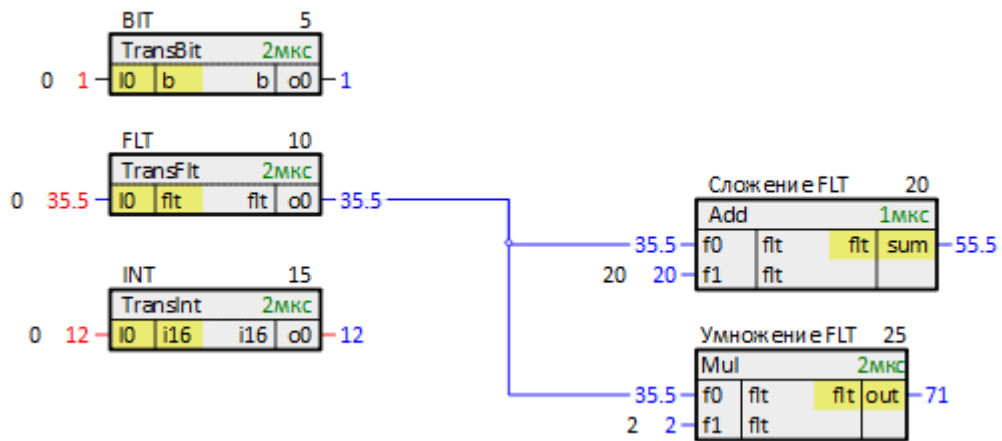 BIT 5
TransBit 2мкс
0 1 I0 b b o0 1
FLT 10
TransFlt 2мкс
0 35.5 I0 flt flt o0 35.5
INT 15
TransInt 2мкс
0 12 I0 i16 i16 o0 12
Сложение FLT 20
Add 1мкс
35.5 f0 flt flt sum 55.5
20 20 f1 flt
Умножение FLT 25
Mul 2мкс
35.5 f0 flt flt out 71
2 2 f1 flt